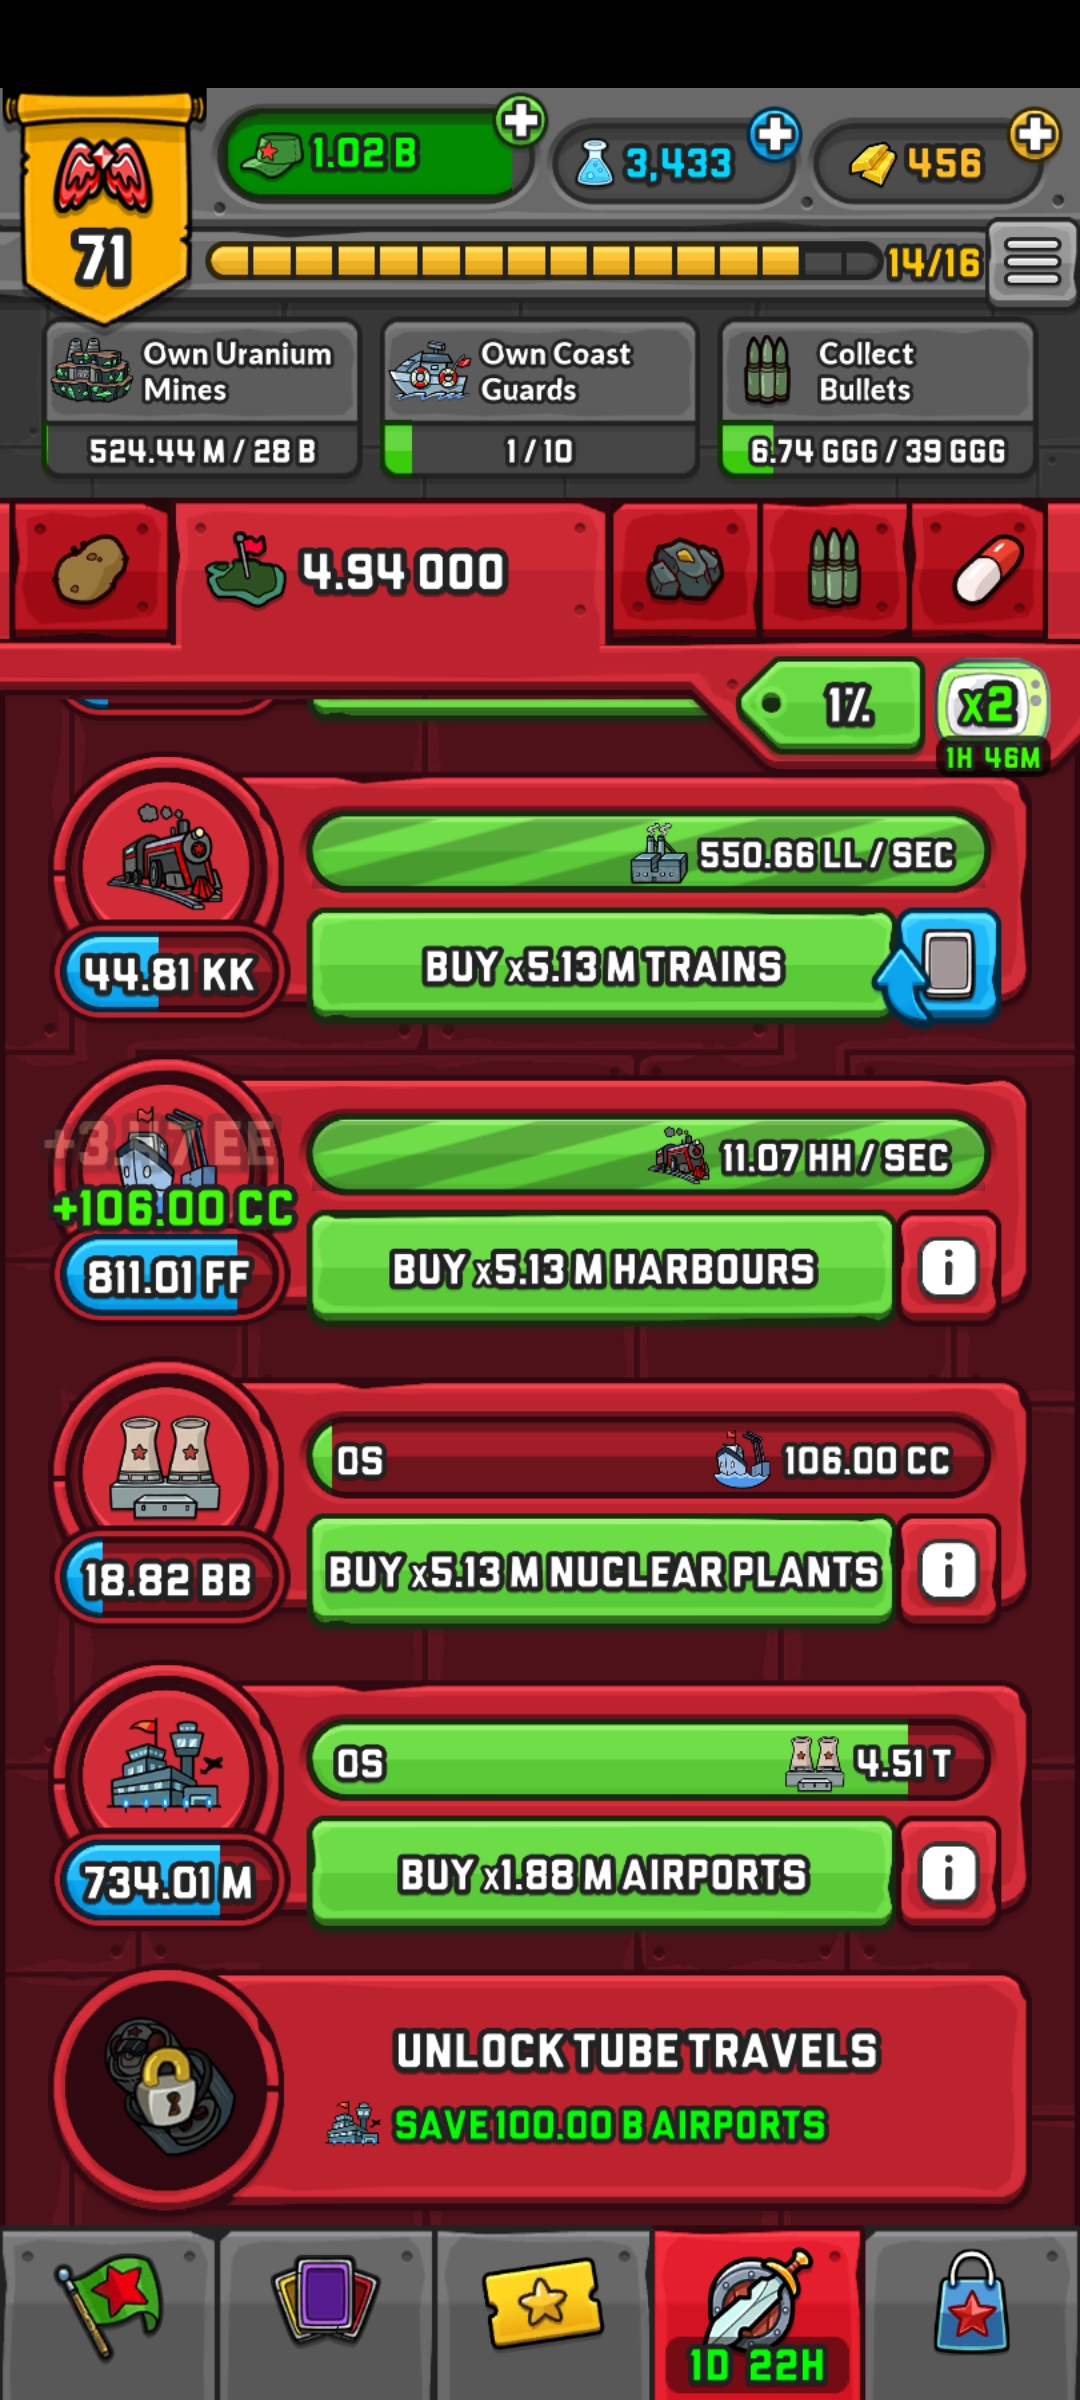 71
1.02 B
3,433
456
14/16
Own Uranium
Mines
524.44 M / 28 B
Own Coast
Guards
1 / 10
Collect
Bullets
6.74 GGG / 39 GGG
4.94 000
1%
x2
1H 46M
550.66 LL / SEC
44.81 KK
BUY x5.13 M TRAINS
+106.00 CC
11.07 HH / SEC
811.01 FF
BUY x5.13 M HARBOURS
i
0S
106.00 CC
18.82 BB
BUY x5.13 M NUCLEAR PLANTS
i
0S
4.51 T
734.01 M
BUY x1.88 M AIRPORTS
i
UNLOCK TUBE TRAVELS
SAVE 100.00 B AIRPORTS
1D 22H